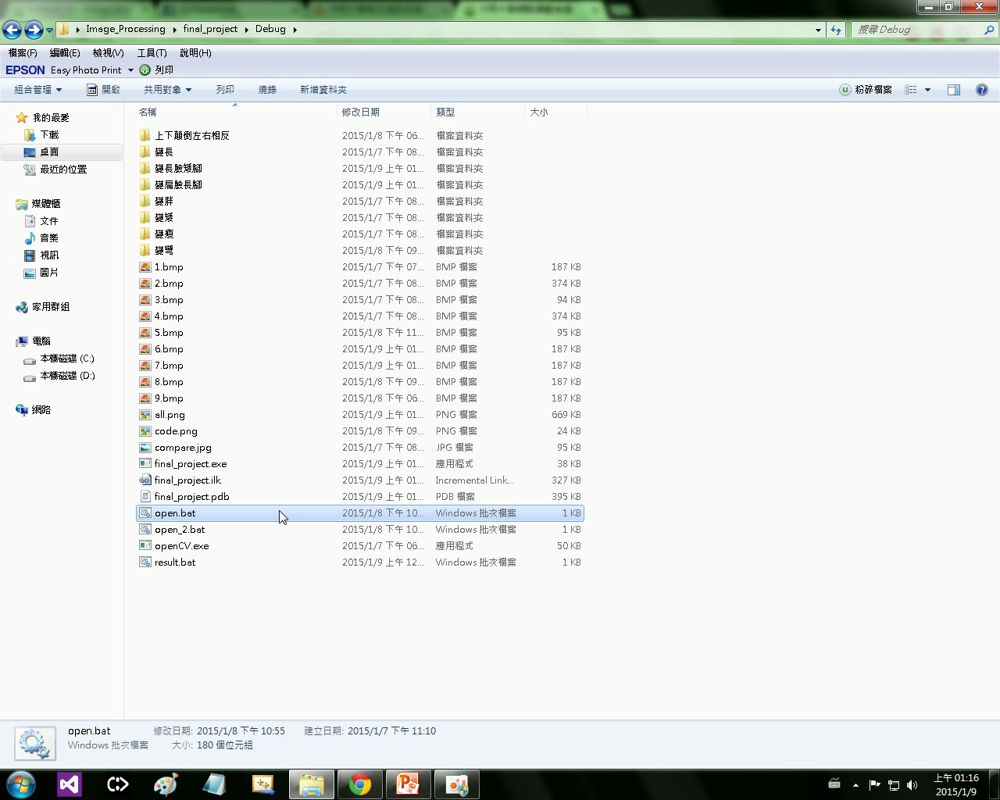 Image_Processing ▸ final_project ▸ Debug ▸
搜尋 Debug
檔案(F) 編輯(E) 檢視(V) 工具(T) 說明(H)
EPSON Easy Photo Print 列印
組合管理 開啟 共用對象 列印 燒錄 新增資料夾 粉碎檔案
我的最愛
下載
桌面
最近的位置
媒體櫃
文件
音樂
視訊
圖片
家用群組
電腦
本機磁碟 (C:)
本機磁碟 (D:)
網路
名稱 修改日期 類型 大小
上下顛倒左右相反 2015/1/8 下午 06... 檔案資料夾
變長 2015/1/7 下午 08... 檔案資料夾
變長臉矮腳 2015/1/9 上午 01... 檔案資料夾
變扁臉長腳 2015/1/9 上午 01... 檔案資料夾
變胖 2015/1/7 下午 08... 檔案資料夾
變矮 2015/1/7 下午 08... 檔案資料夾
變瘦 2015/1/7 下午 08... 檔案資料夾
變彎 2015/1/8 下午 09... 檔案資料夾
1.bmp 2015/1/7 下午 07... BMP 檔案 187 KB
2.bmp 2015/1/7 下午 08... BMP 檔案 374 KB
3.bmp 2015/1/7 下午 08... BMP 檔案 94 KB
4.bmp 2015/1/7 下午 08... BMP 檔案 374 KB
5.bmp 2015/1/8 下午 11... BMP 檔案 95 KB
6.bmp 2015/1/9 上午 01... BMP 檔案 187 KB
7.bmp 2015/1/9 上午 01... BMP 檔案 187 KB
8.bmp 2015/1/8 下午 09... BMP 檔案 187 KB
9.bmp 2015/1/8 下午 06... BMP 檔案 187 KB
all.png 2015/1/9 上午 01... PNG 檔案 669 KB
code.png 2015/1/8 下午 09... PNG 檔案 24 KB
compare.jpg 2015/1/7 下午 08... JPG 檔案 95 KB
final_project.exe 2015/1/9 上午 01... 應用程式 38 KB
final_project.ilk 2015/1/9 上午 01... Incremental Link... 327 KB
final_project.pdb 2015/1/9 上午 01... PDB 檔案 395 KB
open.bat 2015/1/8 下午 10... Windows 批次檔案 1 KB
open_2.bat 2015/1/8 下午 10... Windows 批次檔案 1 KB
openCV.exe 2015/1/7 下午 06... 應用程式 50 KB
result.bat 2015/1/9 上午 12... Windows 批次檔案 1 KB
open.bat 修改日期: 2015/1/8 下午 10:55 建立日期: 2015/1/7 下午 11:10
Windows 批次檔案 大小: 180 個位元組
上午 01:16
2015/1/9